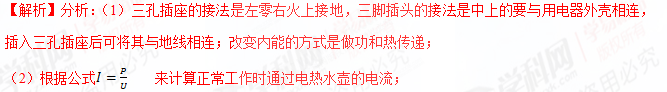 【解析】分析：（1）三孔插座的接法是左零右火上接地，三脚插头的接法是中上的要与用电器外壳相连，
插入三孔插座后可将其与地线相连；改变内能的方式是做功和热传递；
（2）根据公式I=P/U 来计算正常工作时通过电热水壶的电流；